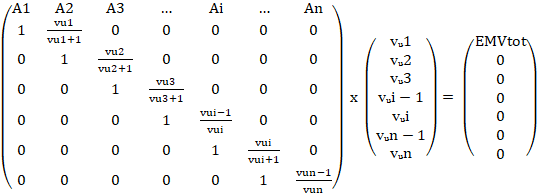 A1 A2 A3 … Ai … An vᵤ1 EMVtot
1 vu1/vu1+1 0 0 0 0 0 vᵤ2 0
0 1 vu2/vu2+1 0 0 0 0 vᵤ3 0
0 0 1 vu3/vu3+1 0 0 0 x vᵤi − 1 = 0
0 0 0 1 vui−1/vui 0 0 vᵤi 0
0 0 0 0 1 vui/vui+1 0 vᵤn − 1 0
0 0 0 0 0 1 vun−1/vun vᵤn 0